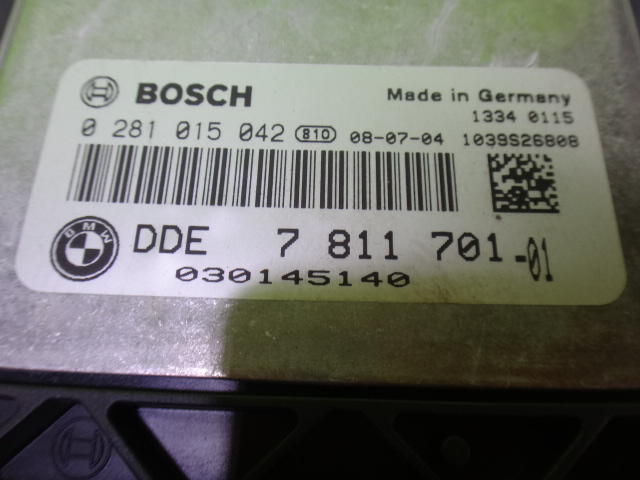 BOSCH Made in Germany
1334 0115
0 281 015 042 810 08-07-04 1039S26808
BMW DDE 7 811 701-01
030145140